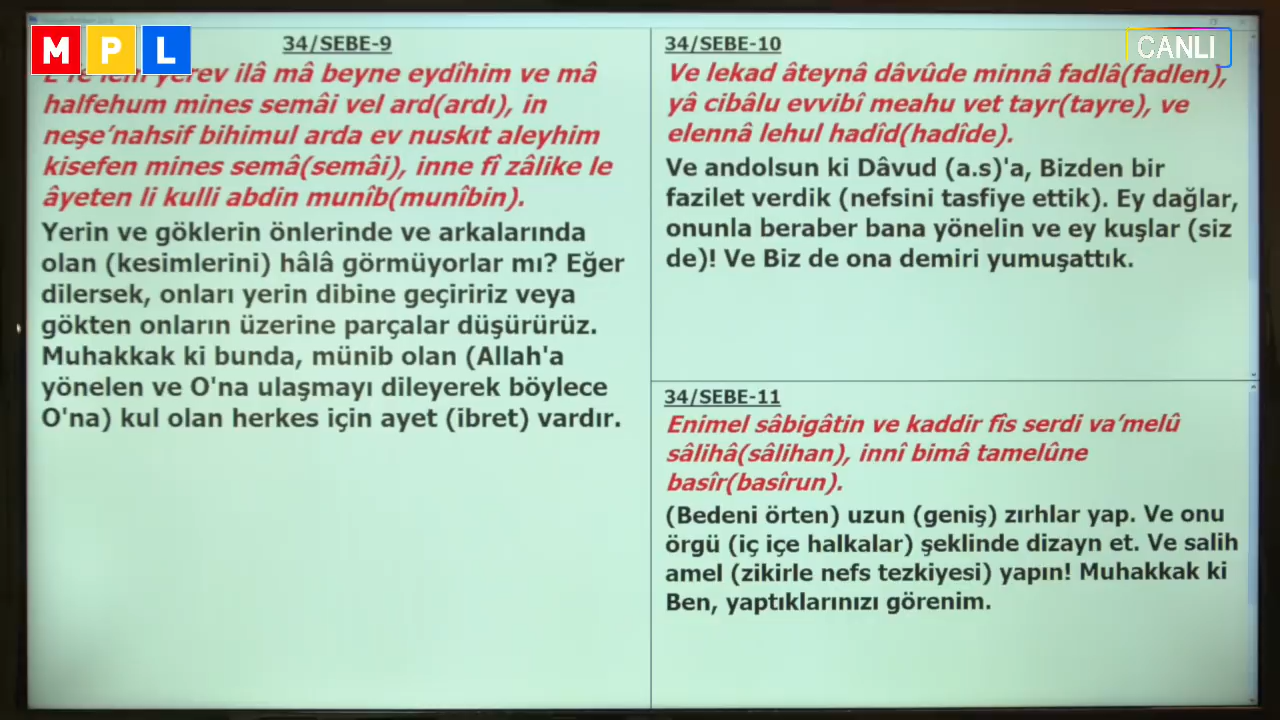 MPL
CANLI
34/SEBE-9
yerev ilâ mâ beyne eydîhim ve mâ
halfehum mines semâi vel ard(ardı), in
neşe’nahsif bihimul arda ev nuskıt aleyhim
kisefen mines semâ(semâi), inne fî zâlike le
âyeten li kulli abdin munîb(munîbin).
Yerin ve göklerin önlerinde ve arkalarında
olan (kesimlerini) hâlâ görmüyorlar mı? Eğer
dilersek, onları yerin dibine geçiririz veya
gökten onların üzerine parçalar düşürürüz.
Muhakkak ki bunda, münib olan (Allah'a
yönelen ve O'na ulaşmayı dileyerek böylece
O'na) kul olan herkes için ayet (ibret) vardır.
34/SEBE-10
Ve lekad âteynâ dâvûde minnâ fadlâ(fadlen),
yâ cibâlu evvibî meahu vet tayr(tayre), ve
elennâ lehul hadîd(hadîde).
Ve andolsun ki Dâvud (a.s)'a, Bizden bir
fazilet verdik (nefsini tasfiye ettik). Ey dağlar,
onunla beraber bana yönelin ve ey kuşlar (siz
de)! Ve Biz de ona demiri yumuşattık.
34/SEBE-11
Enimel sâbigâtin ve kaddir fîs serdi va’melû
sâlihâ(sâlihan), innî bimâ tamelûne
basîr(basîrun).
(Bedeni örten) uzun (geniş) zırhlar yap. Ve onu
örgü (iç içe halkalar) şeklinde dizayn et. Ve salih
amel (zikirle nefs tezkiyesi) yapın! Muhakkak ki
Ben, yaptıklarınızı görenim.